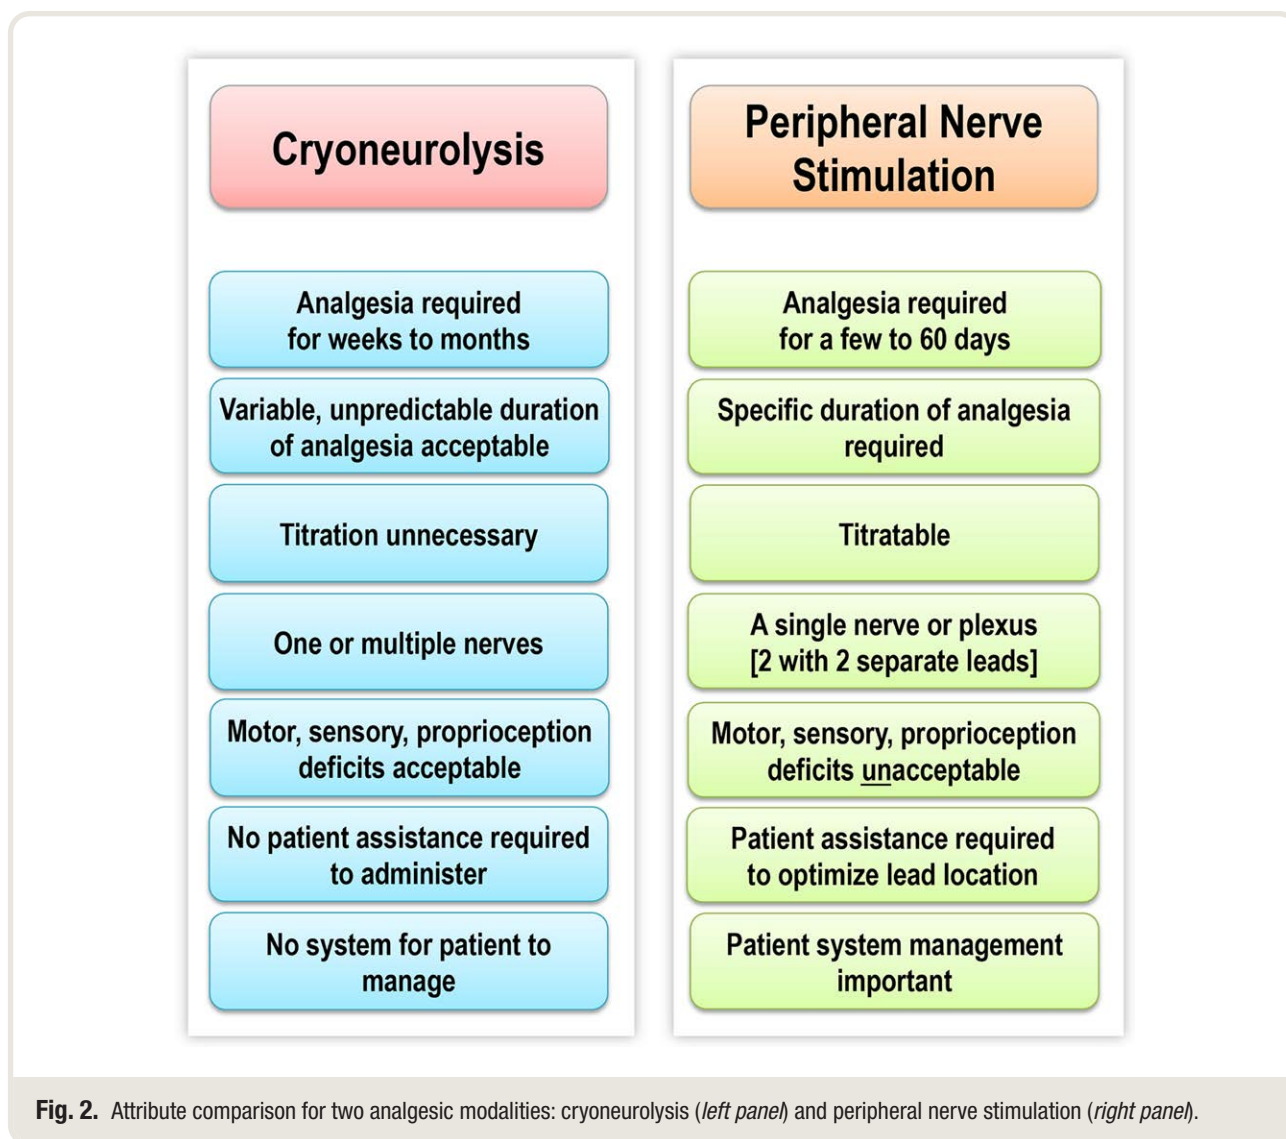 Cryoneurolysis
Analgesia required
for weeks to months
Variable, unpredictable duration
of analgesia acceptable
Titration unnecessary
One or multiple nerves
Motor, sensory, proprioception
deficits acceptable
No patient assistance required
to administer
No system for patient to
manage
Peripheral Nerve
Stimulation
Analgesia required
for a few to 60 days
Specific duration of analgesia
required
Titratable
A single nerve or plexus
[2 with 2 separate leads]
Motor, sensory, proprioception
deficits unacceptable
Patient assistance required
to optimize lead location
Patient system management
important
Fig. 2. Attribute comparison for two analgesic modalities: cryoneurolysis (left panel) and peripheral nerve stimulation (right panel).